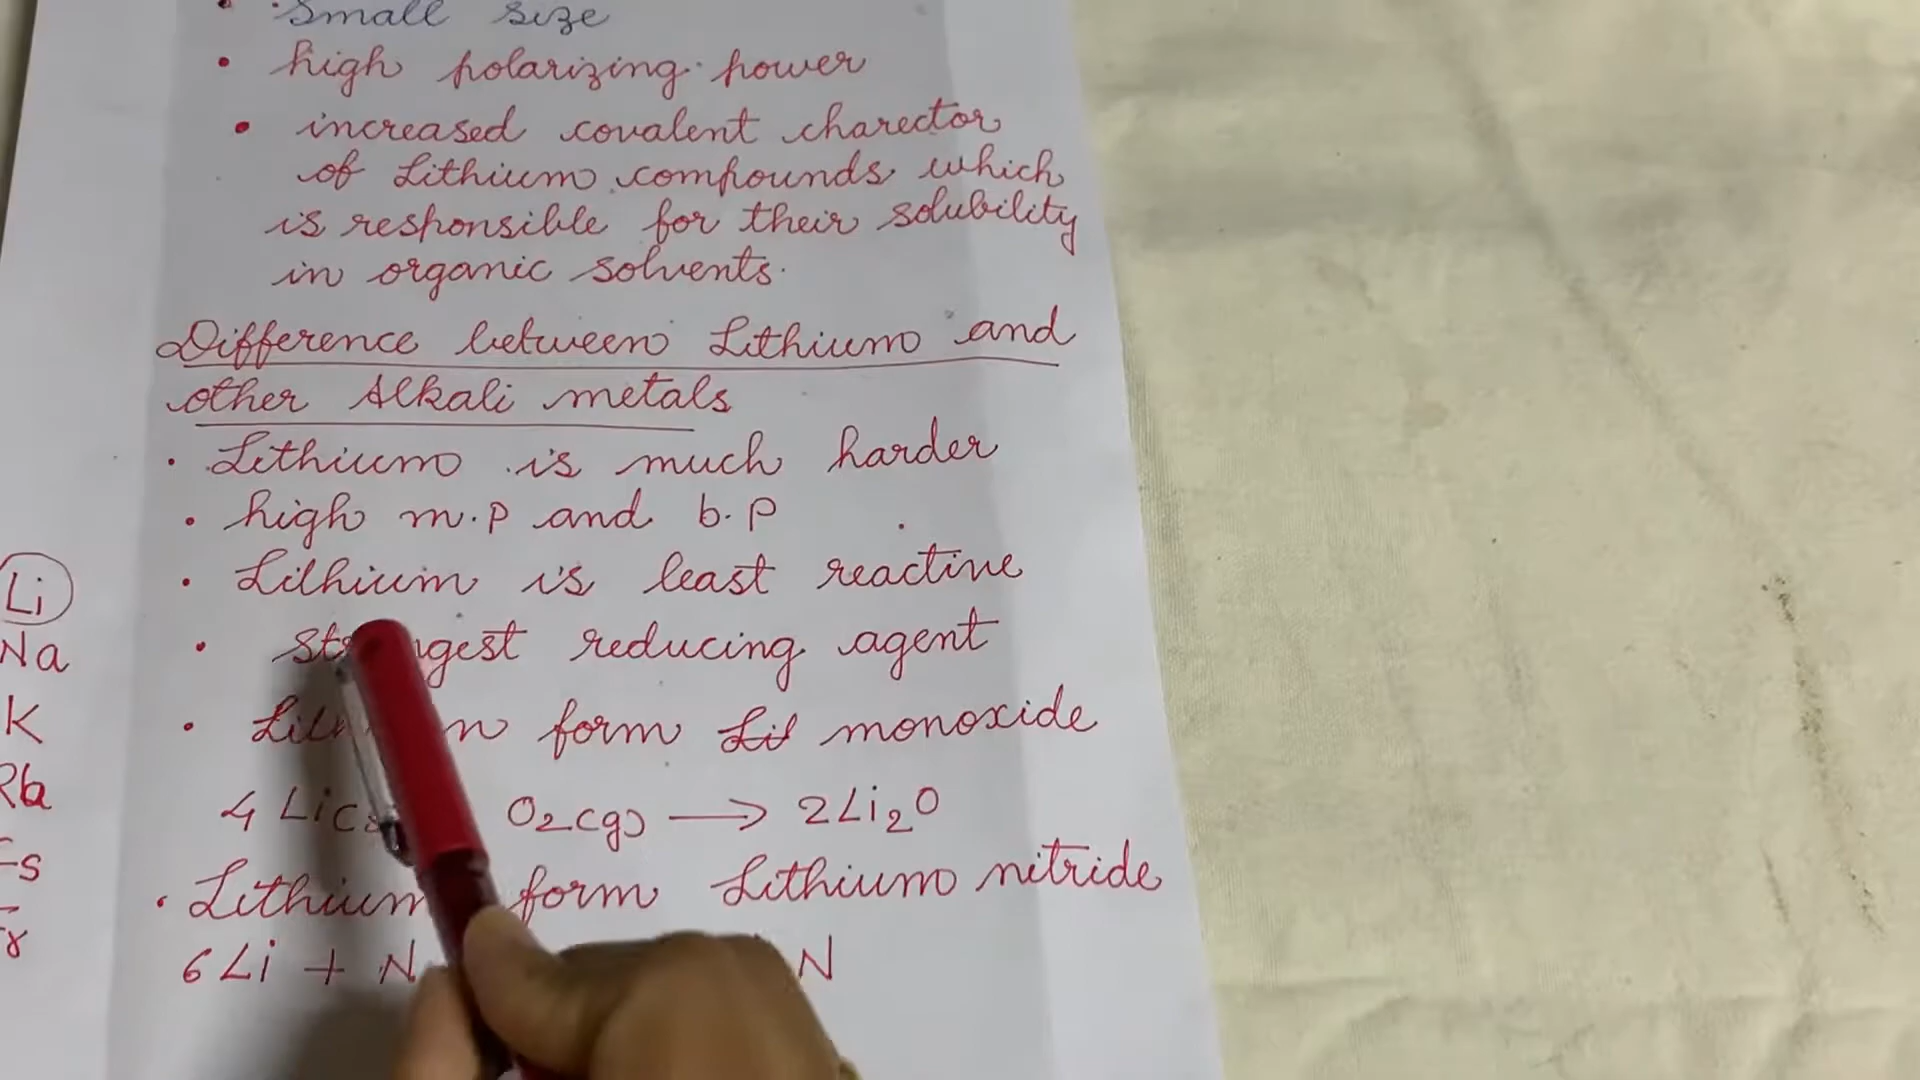 • Small size
• high polarizing power
• increased covalent charector
of Lithium compounds which
is responsible for their solubility
in organic solvents.
Difference between Lithium and
other Alkali metals
• Lithium is much harder
• high m.p and b.p
• Lithium is least reactive
• reducing agent
• form monoxide
4 Li O2(g) → 2Li2O
• Lithium form Lithium nitride
6Li + N N
Li
Na
K
Rb